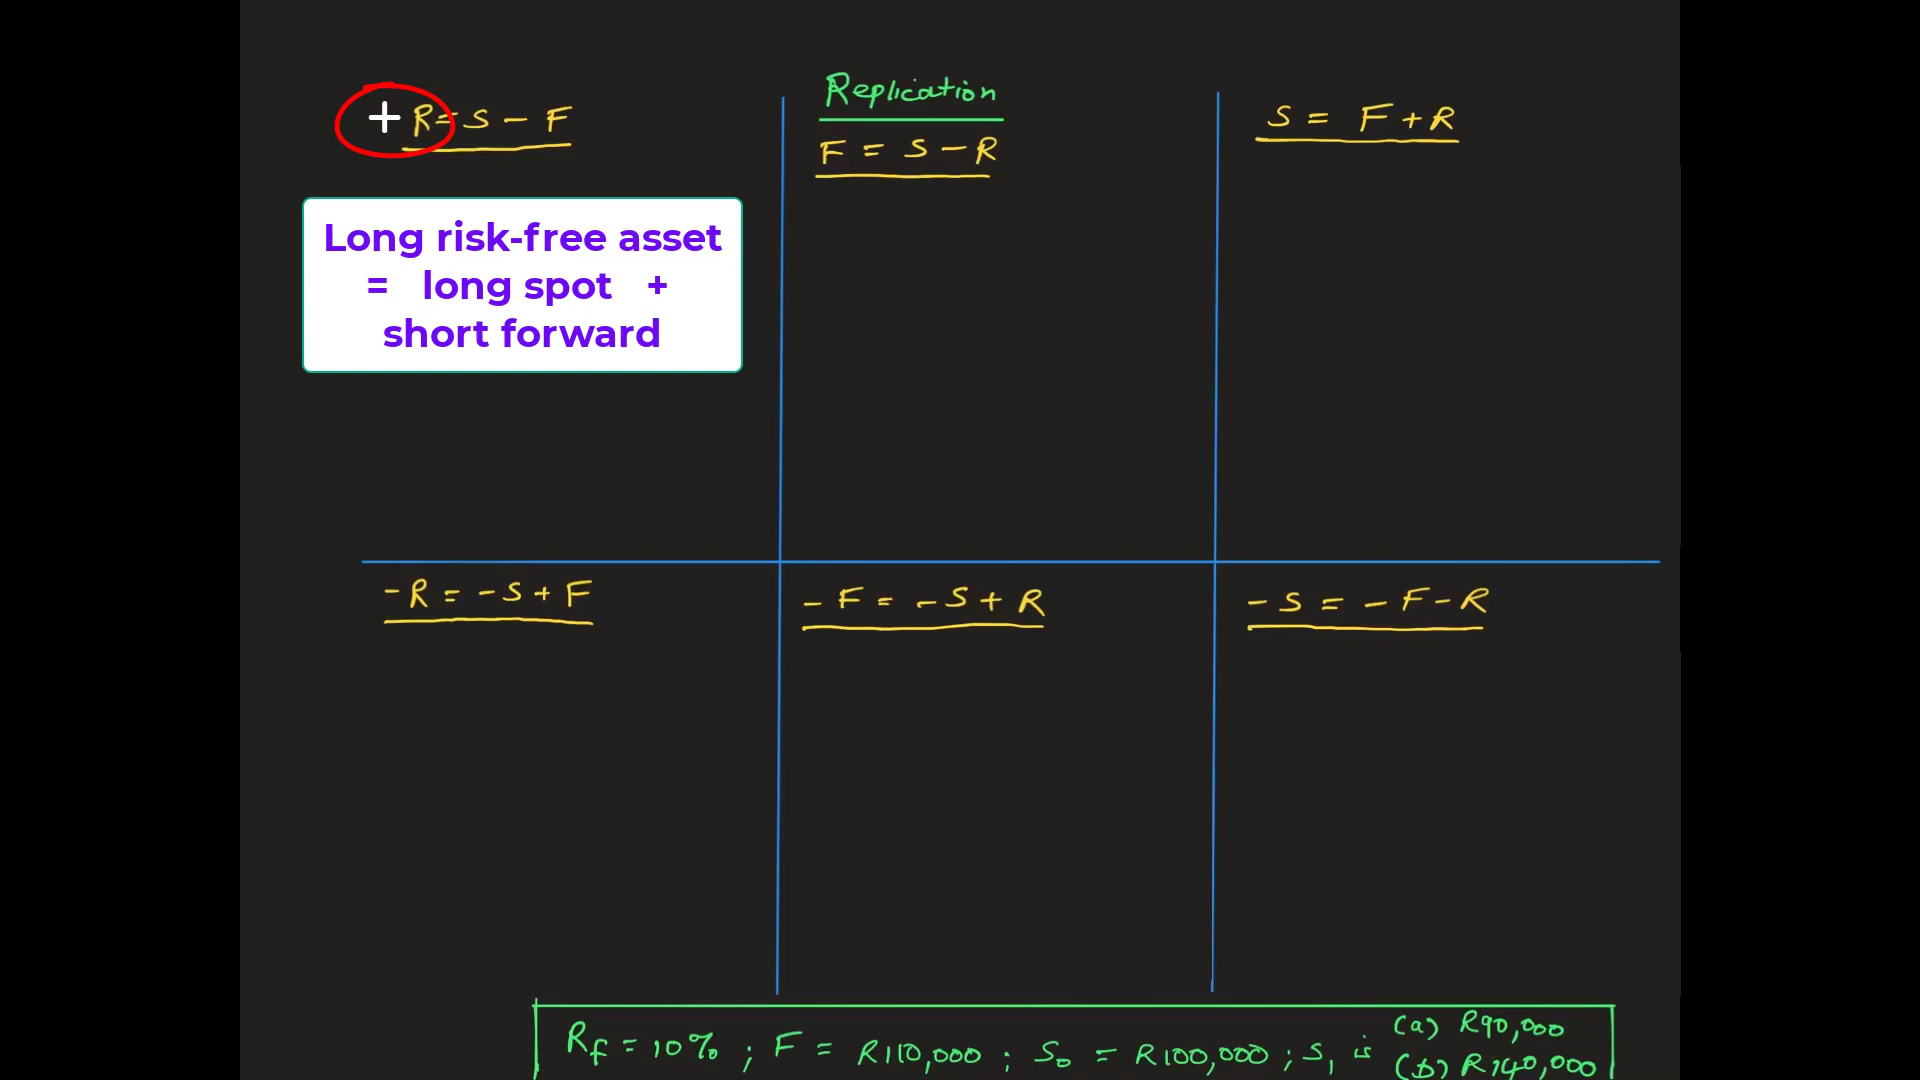 + R = S - F
Long risk-free asset
= long spot +
short forward
Replication
F = S - R
S = F + R
-R = -S + F
- F = - S + R
- S = - F - R
Rf = 10% ; F = R110,000 ; S0 = R100,000 ; S1 is (a) R90,000
(b) R140,000